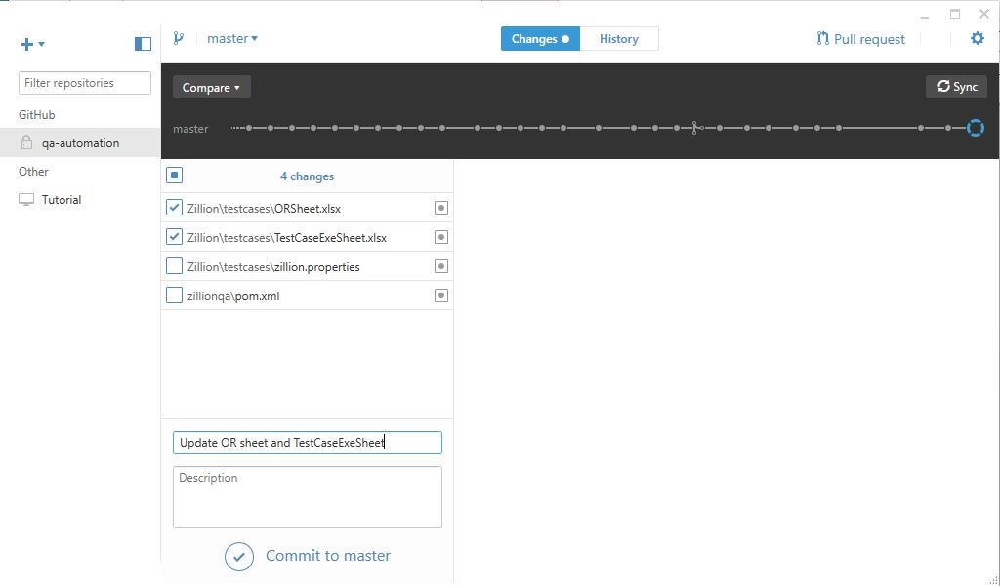 master
Changes
History
Pull request
Filter repositories
GitHub
qa-automation
Other
Tutorial
Compare
Sync
master
4 changes
Zillion\testcases\ORSheet.xlsx
Zillion\testcases\TestCaseExeSheet.xlsx
Zillion\testcases\zillion.properties
zillionqa\pom.xml
Update OR sheet and TestCaseExeSheet
Description
Commit to master